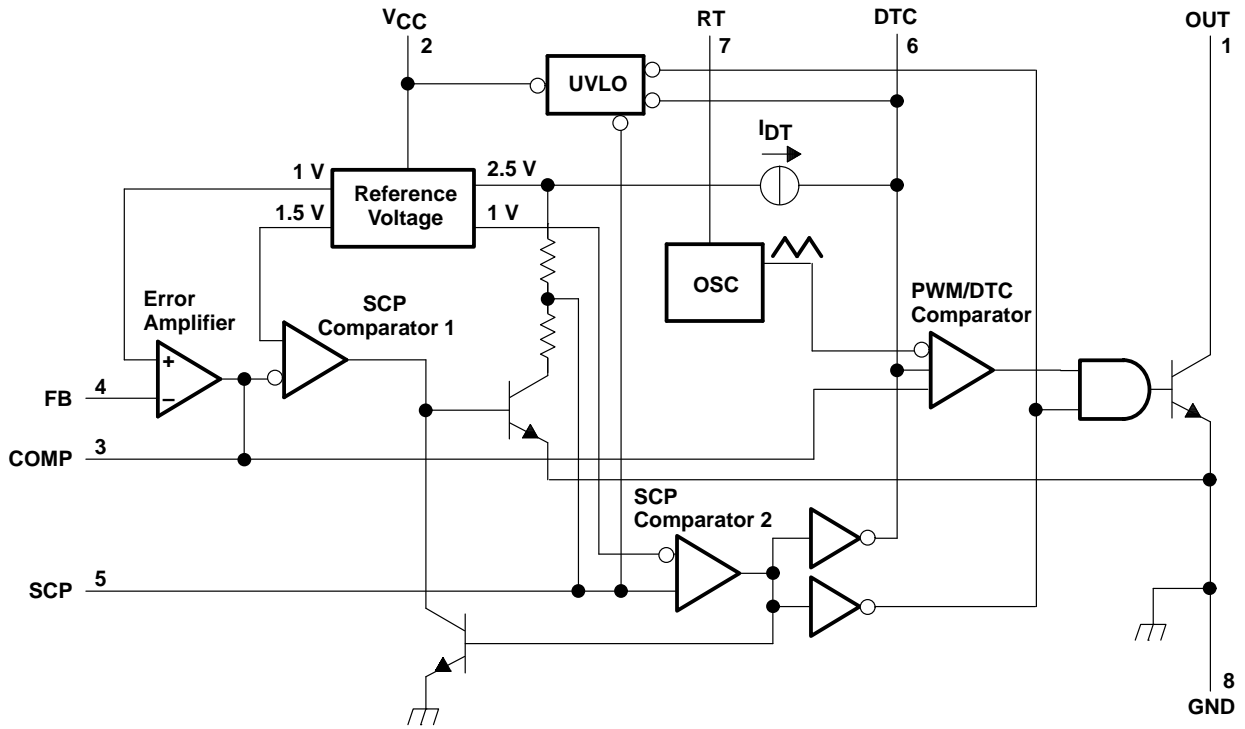 VCC
2
RT
7
DTC
6
OUT
1
UVLO
IDT
1 V
2.5 V
Reference
Voltage
1.5 V
1 V
OSC
Error
Amplifier
SCP
Comparator 1
PWM/DTC
Comparator
+
−
FB
4
COMP
3
SCP
Comparator 2
SCP
5
8
GND